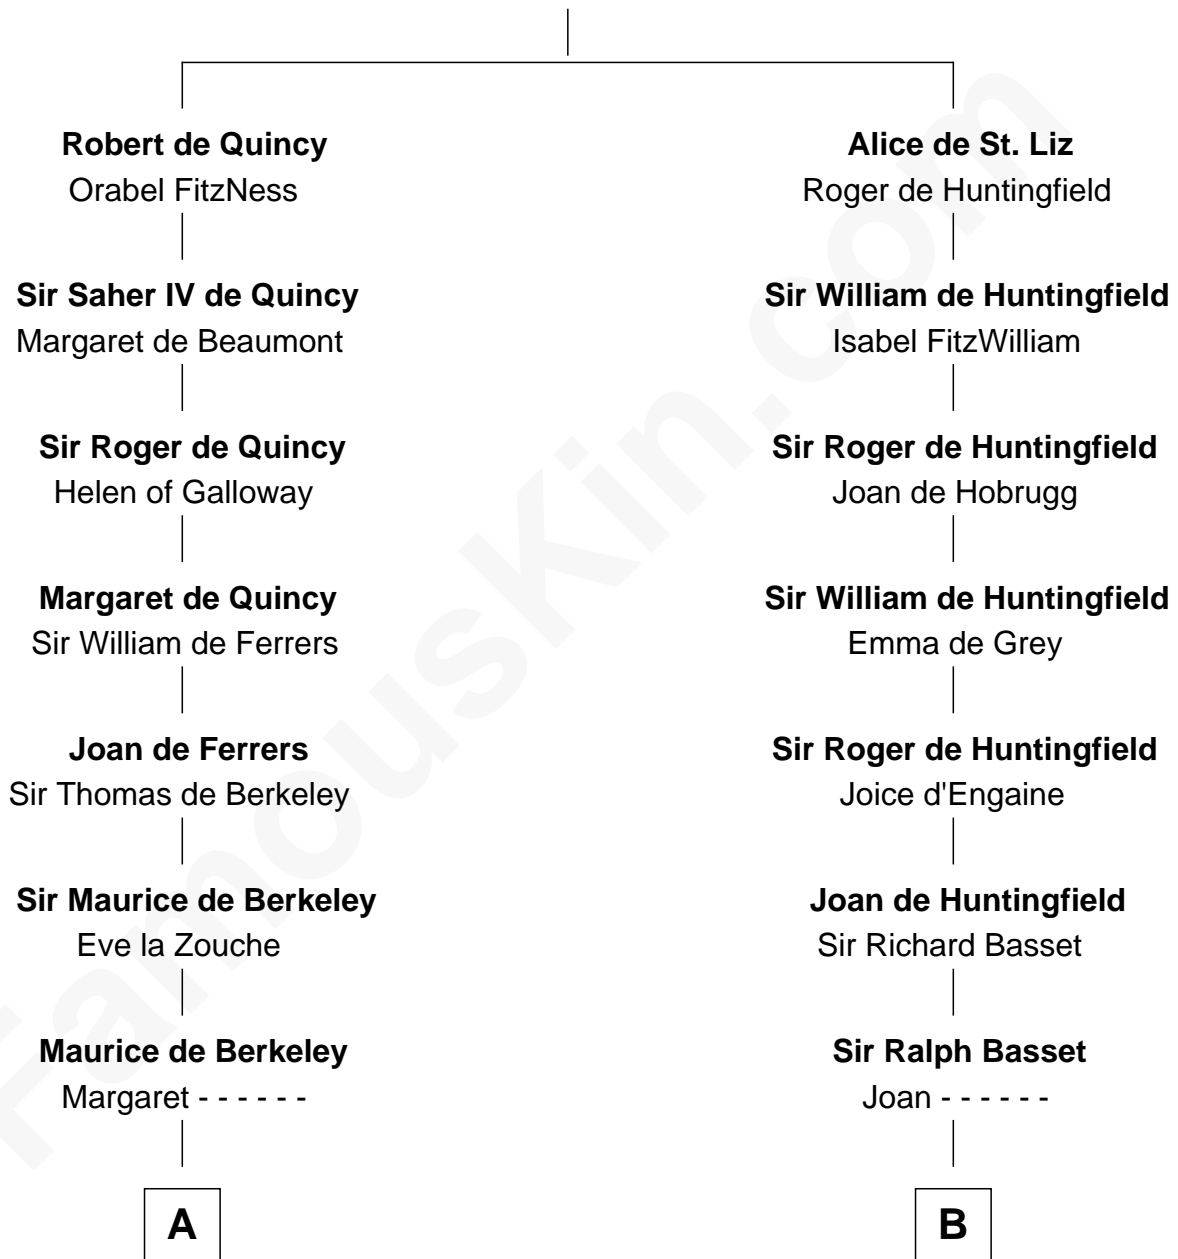 Robert de Quincy
Orabel FitzNess
Sir Saher IV de Quincy
Margaret de Beaumont
Sir Roger de Quincy
Helen of Galloway
Margaret de Quincy
Sir William de Ferrers
Joan de Ferrers
Sir Thomas de Berkeley
Sir Maurice de Berkeley
Eve la Zouche
Maurice de Berkeley
Margaret - - - - - -
A
Alice de St. Liz
Roger de Huntingfield
Sir William de Huntingfield
Isabel FitzWilliam
Sir Roger de Huntingfield
Joan de Hobrugg
Sir William de Huntingfield
Emma de Grey
Sir Roger de Huntingfield
Joice d'Engaine
Joan de Huntingfield
Sir Richard Basset
Sir Ralph Basset
Joan - - - - - -
B
FamousKin.com